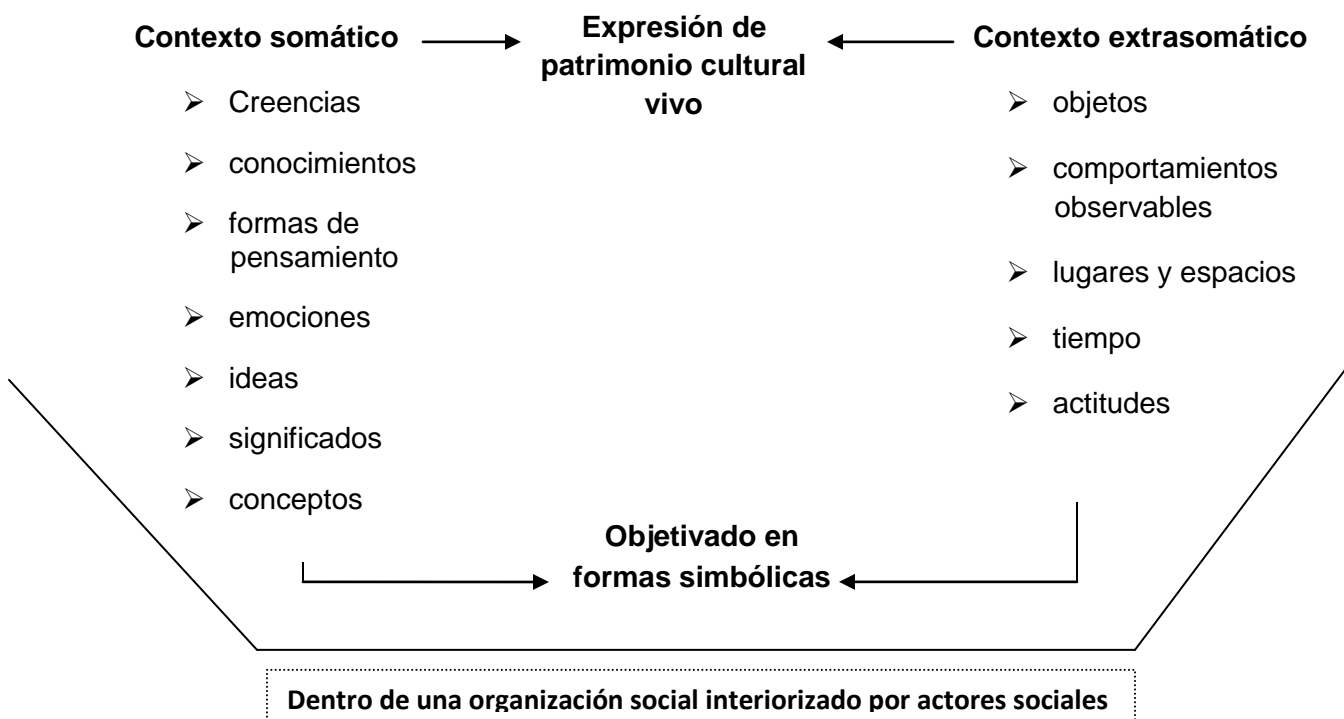 Contexto somático
Expresión de
patrimonio cultural
vivo
Contexto extrasomático
➢ Creencias
➢ conocimientos
➢ formas de
pensamiento
➢ emociones
➢ ideas
➢ significados
➢ conceptos
➢ objetos
➢ comportamientos
observables
➢ lugares y espacios
➢ tiempo
➢ actitudes
Objetivado en
formas simbólicas
Dentro de una organización social interiorizado por actores sociales